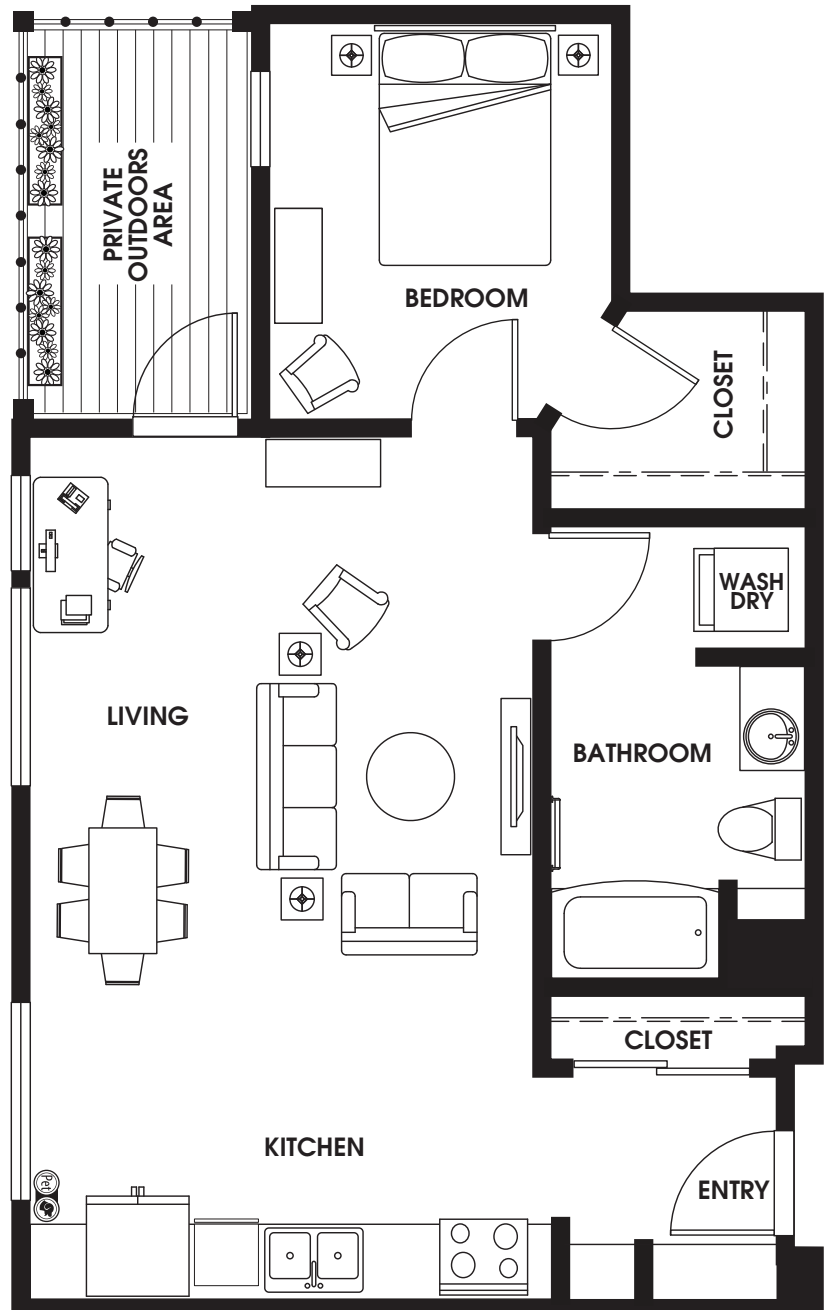 PRIVATE
OUTDOORS
AREA
BEDROOM
CLOSET
WASH
DRY
LIVING
BATHROOM
CLOSET
KITCHEN
Pet
ENTRY